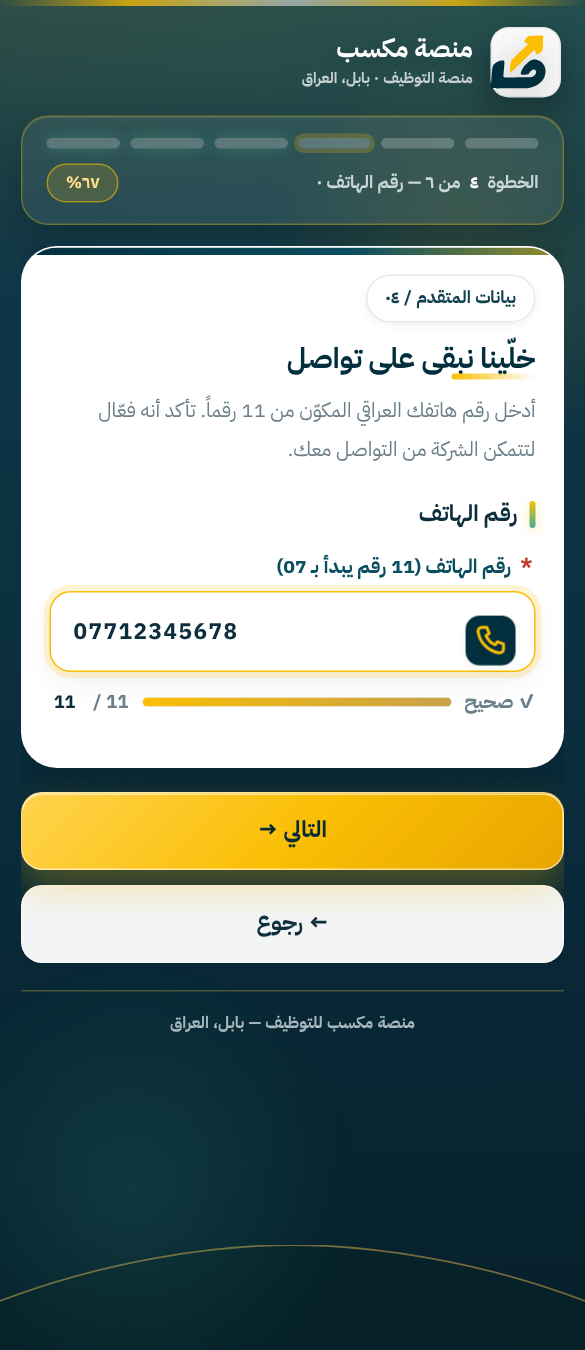 منصة مكسب
منصة التوظيف · بابل، العراق
الخطوة ٤ من ٦ — رقم الهاتف ·
٦٧%
بيانات المتقدم / ٠٤
خلّينا نبقى على تواصل
أدخل رقم هاتفك العراقي المكوّن من 11 رقماً. تأكد أنه فعّال
لتتمكن الشركة من التواصل معك.
رقم الهاتف
* رقم الهاتف (11 رقم يبدأ بـ 07)
07712345678
✓ صحيح
11 / 11
التالي →
← رجوع
منصة مكسب للتوظيف — بابل، العراق